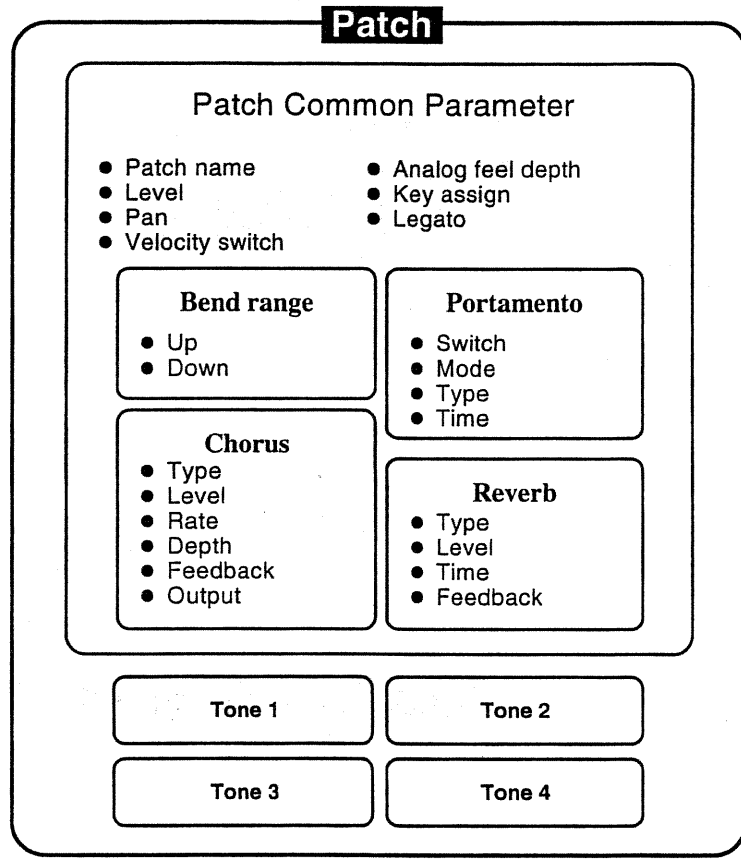 Patch
Patch Common Parameter
● Patch name
● Level
● Pan
● Velocity switch
● Analog feel depth
● Key assign
● Legato
Bend range
● Up
● Down
Portamento
● Switch
● Mode
● Type
● Time
Chorus
● Type
● Level
● Rate
● Depth
● Feedback
● Output
Reverb
● Type
● Level
● Time
● Feedback
Tone 1
Tone 2
Tone 3
Tone 4